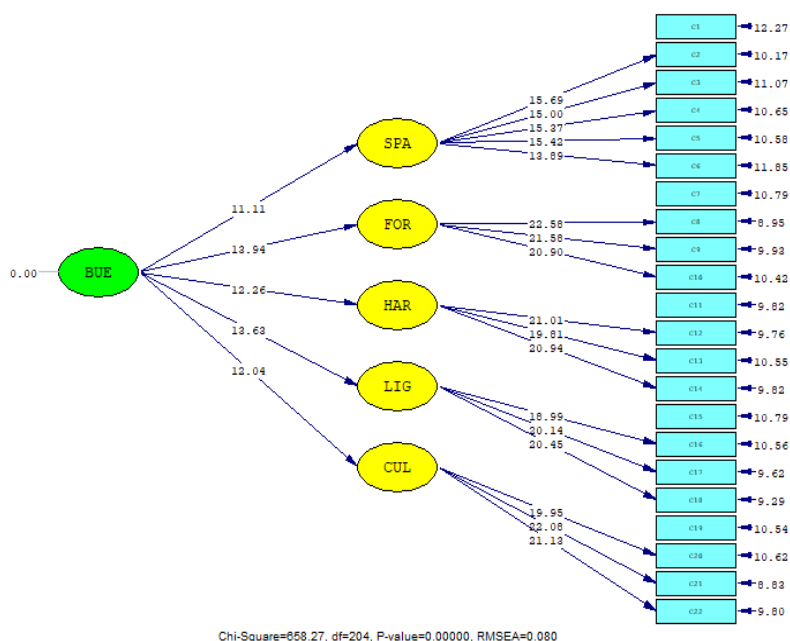 C1 12.27
C2 10.17
C3 11.07
15.69
15.00
C4 10.65
15.37
15.42
C5 10.58
SPA
13.89
C6 11.85
C7 10.79
11.11
FOR
22.58
C8 8.95
21.58
13.94
C9 9.93
20.90
C10 10.42
0.00 BUE
12.26
HAR
C11 9.82
21.01
C12 9.76
13.63
19.81
C13 10.55
20.94
12.04
LIG
C14 9.82
18.99
C15 10.79
20.14
C16 10.56
20.45
CUL
C17 9.62
C18 9.29
19.95
C19 10.54
22.08
21.13
C20 10.62
C21 8.83
C22 9.80
Chi-Square=658.27, df=204, P-value=0.00000, RMSEA=0.080